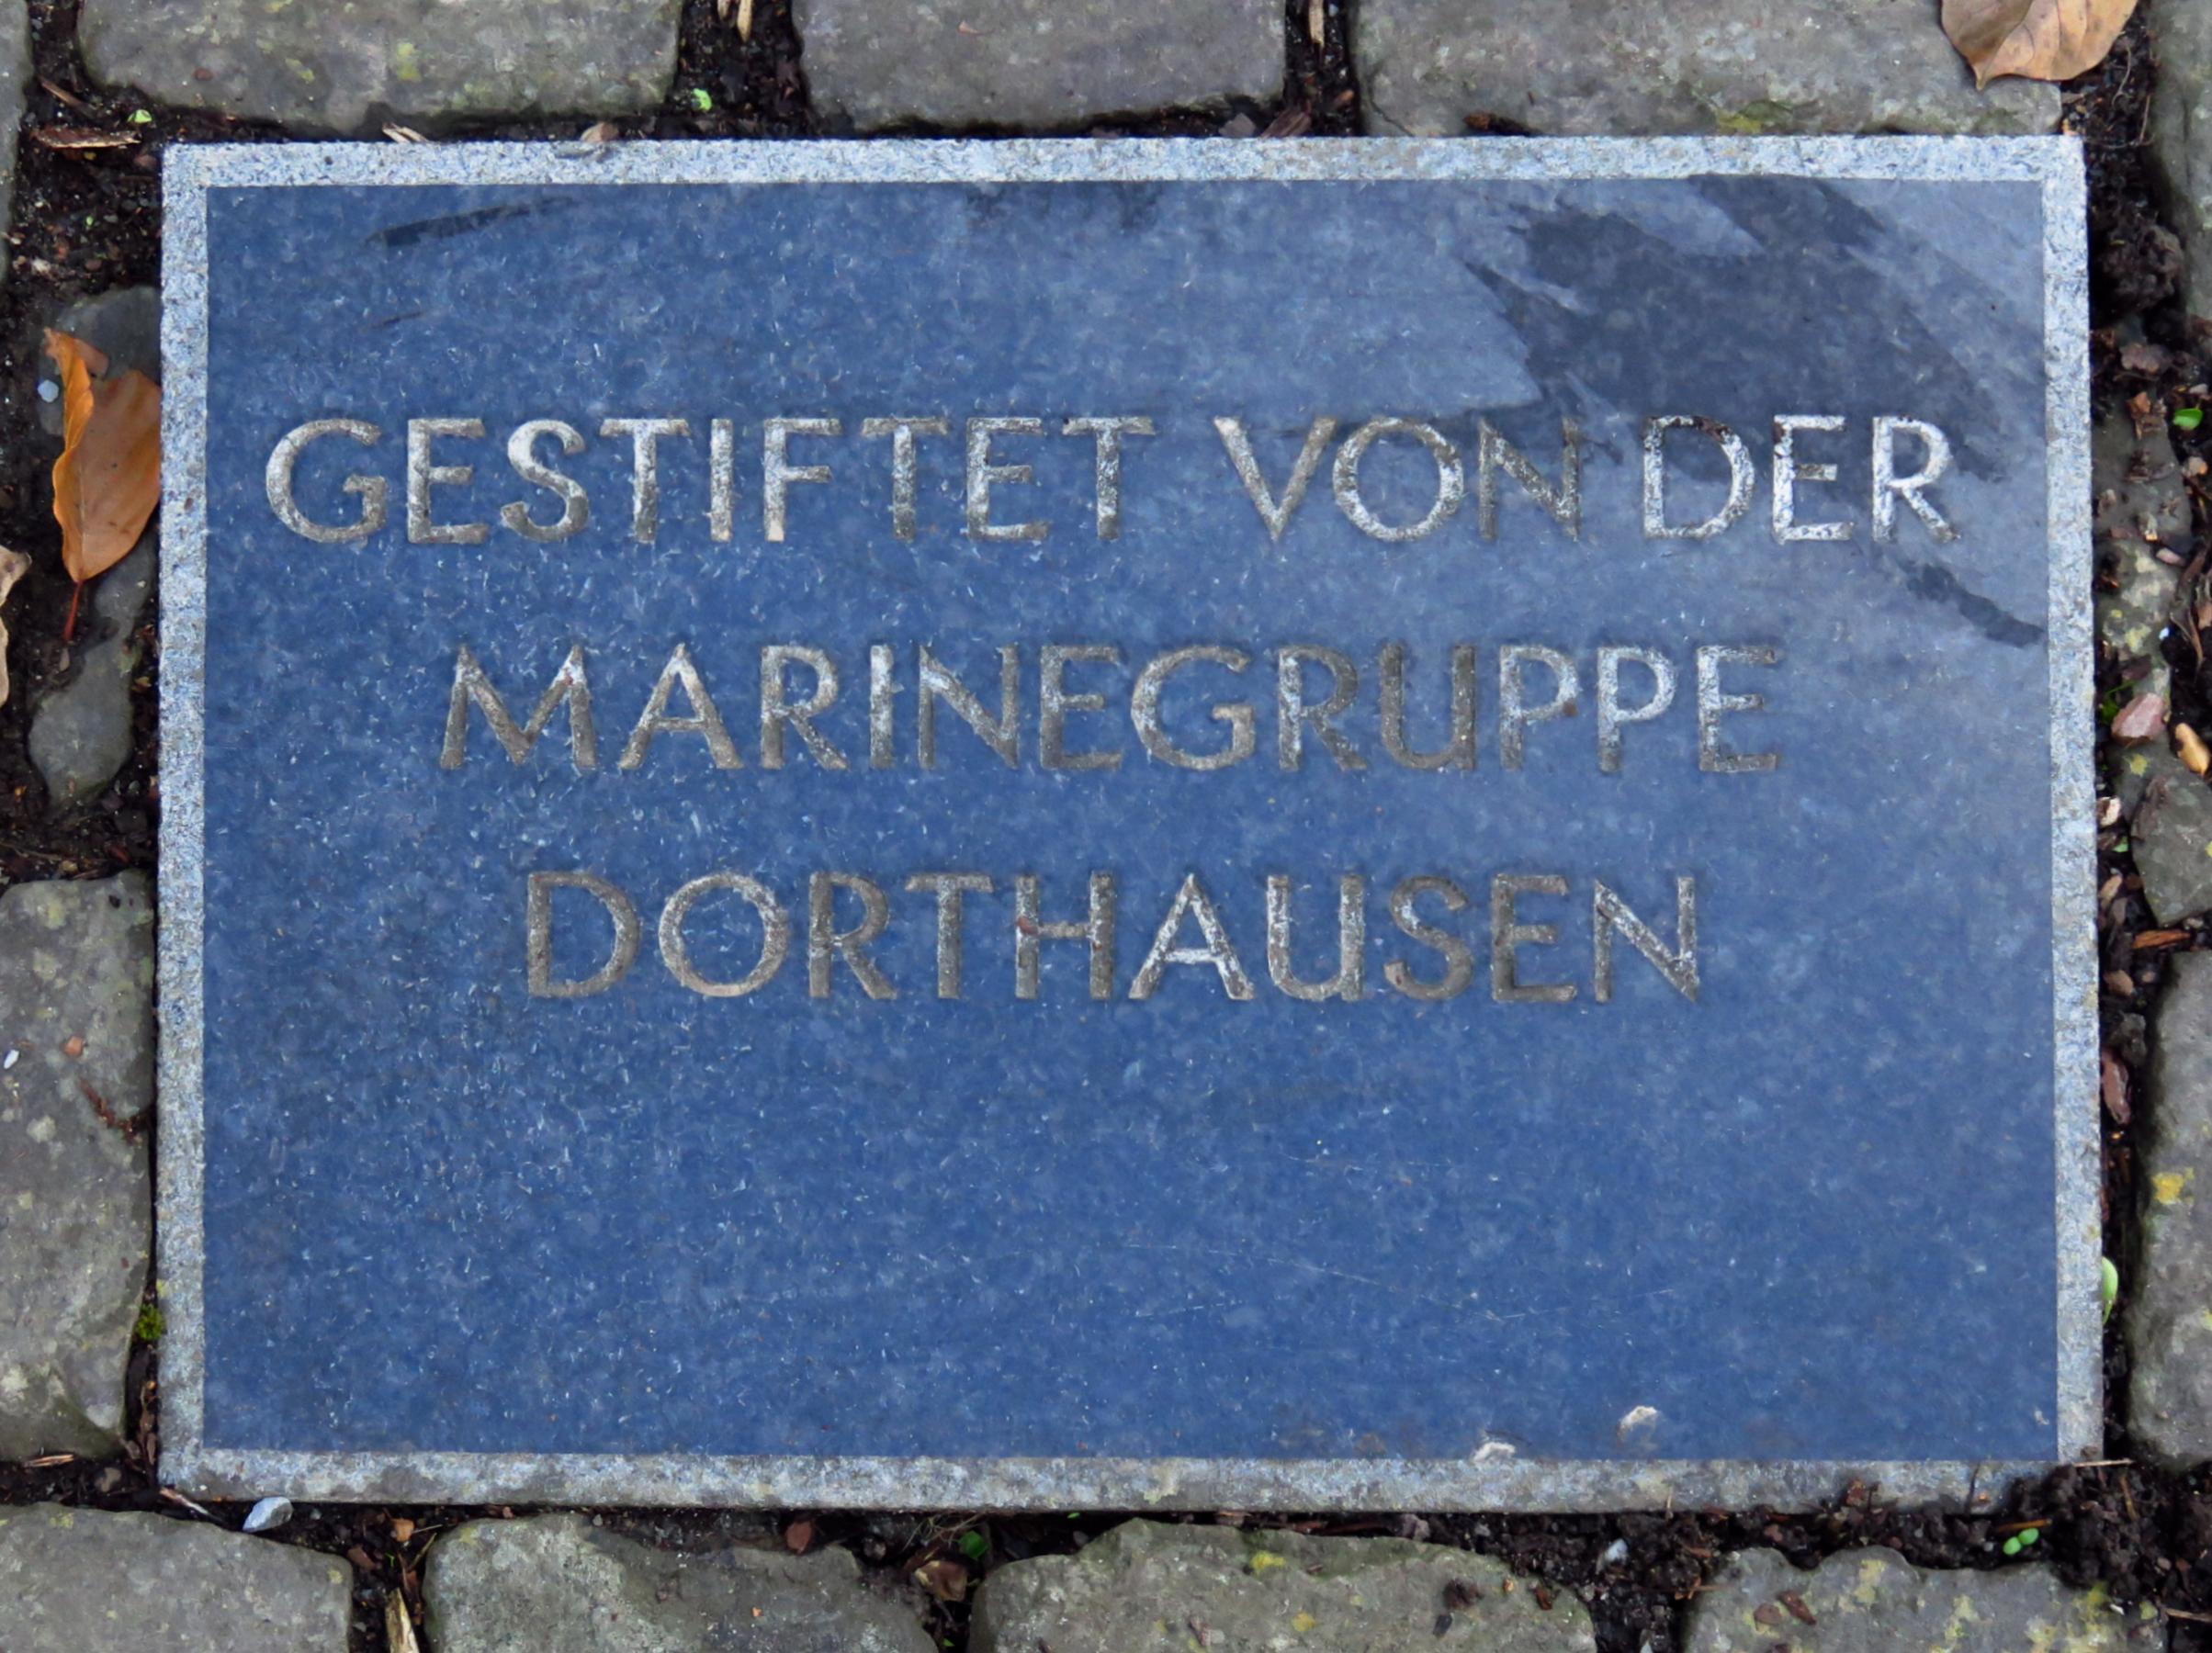 GESTIFTET VON DER
MARINEGRUPPE
DORTHAUSEN